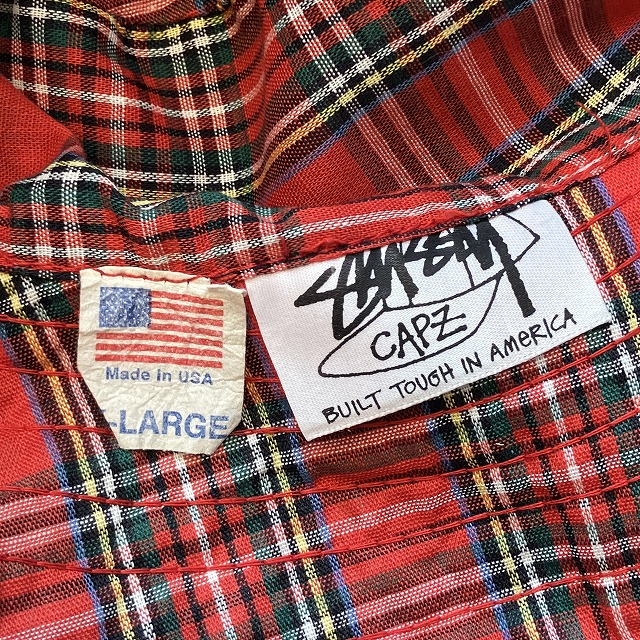 Made in USA
-LARGE
STUSSY
CAPZ
BUILT TOUGH IN AMERICA